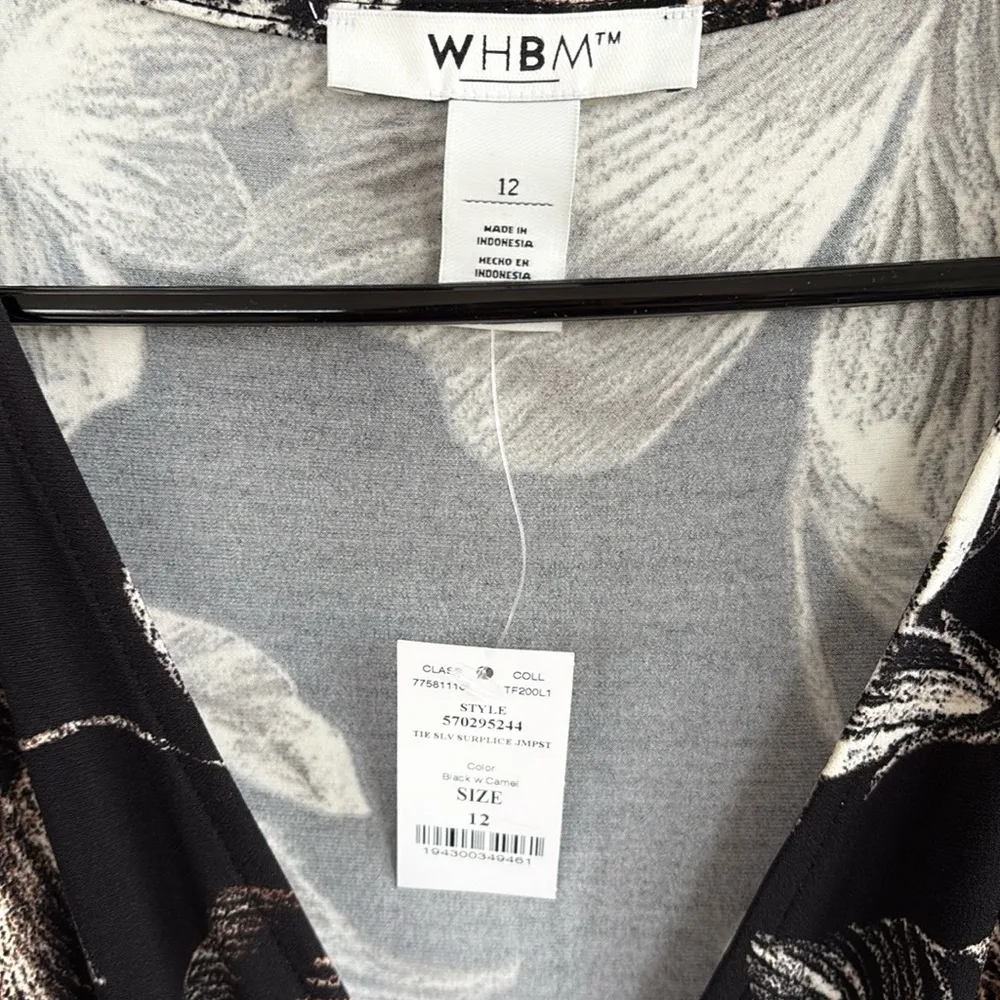 WHBM™
12
MADE IN
INDONESIA
HECHO EN
INDONESIA
COLL
TF200L1
STYLE
570295244
TIE SLV SURPLICE JMPST
Color
Black w Camel
SIZE
12
194300349461